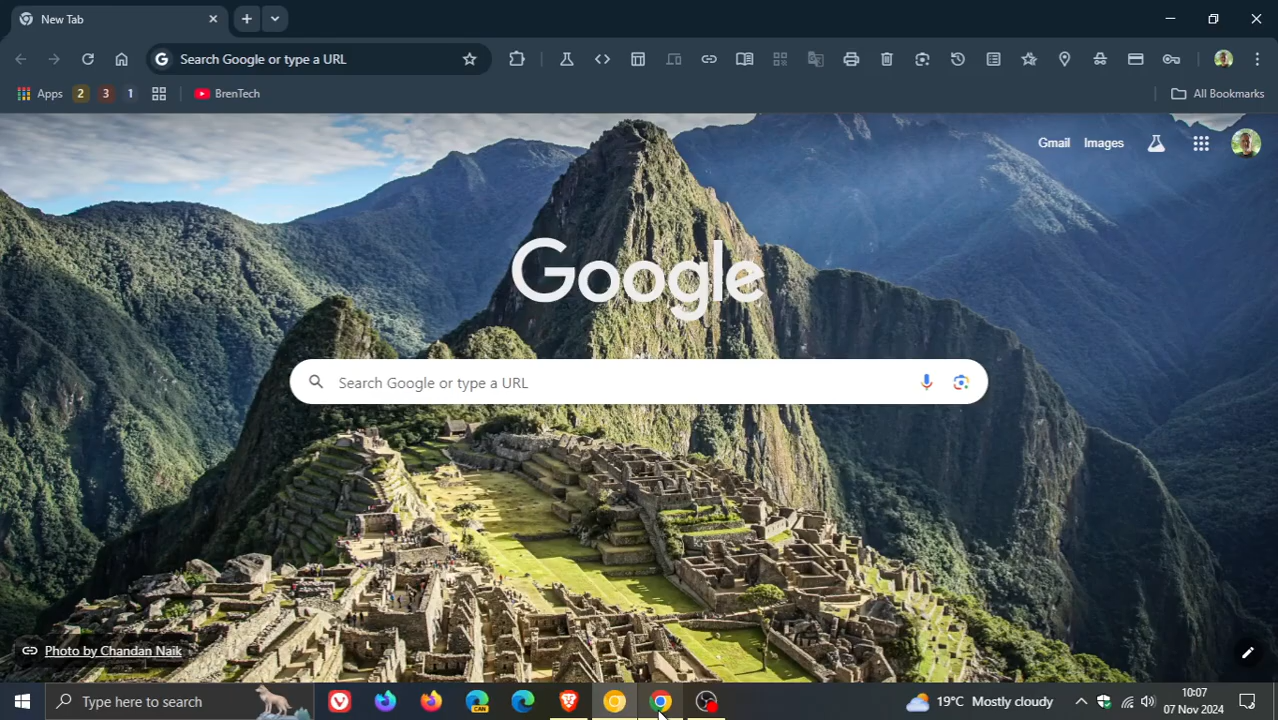 New Tab
Search Google or type a URL
Apps 2 3 1 BrenTech All Bookmarks
Gmail Images
Google
Search Google or type a URL
Photo by Chandan Naik
Type here to search CAN 19°C Mostly cloudy 10:07
07 Nov 2024